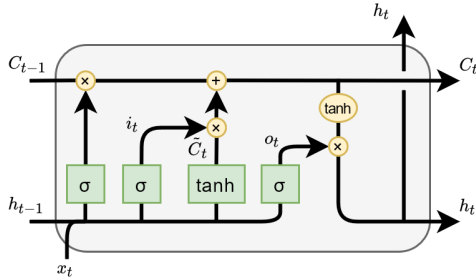 h_t
C_{t-1} × + C_t
tanh
i_t × C̃_t o_t ×
σ σ tanh σ
h_{t-1} h_t
x_t